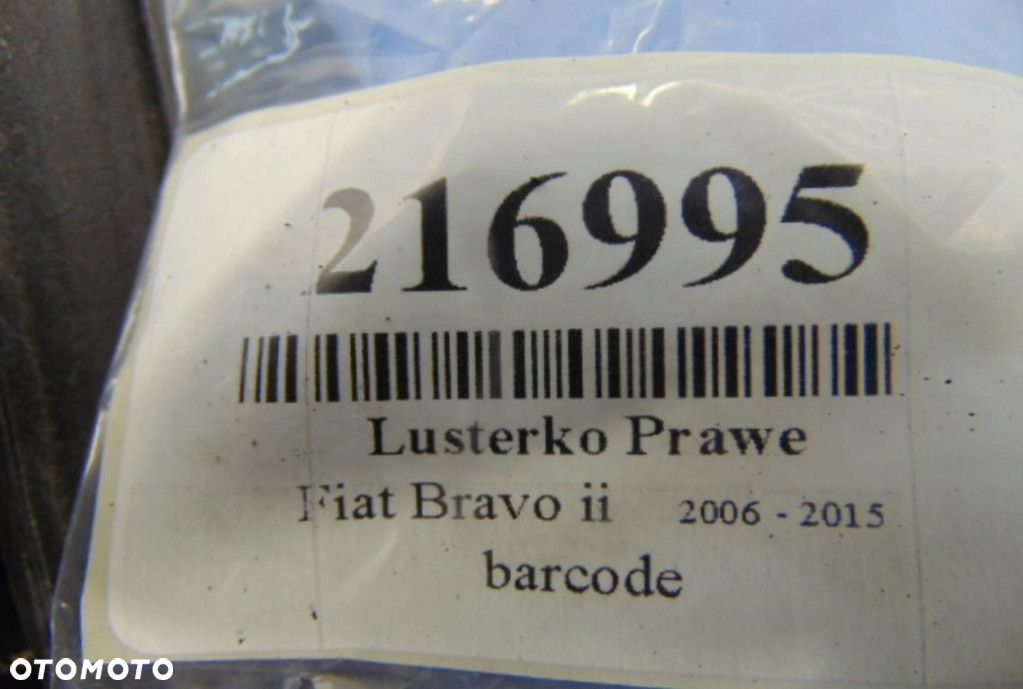 216995
Lusterko Prawe
Fiat Bravo ii 2006 - 2015
barcode
OTOMOTO